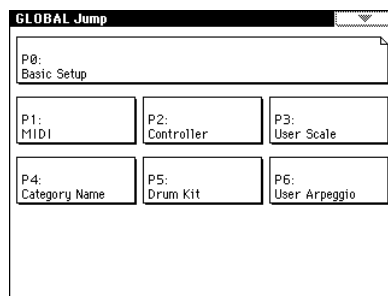 GLOBAL Jump
P0:
Basic Setup
P1:
MIDI
P2:
Controller
P3:
User Scale
P4:
Category Name
P5:
Drum Kit
P6:
User Arpeggio